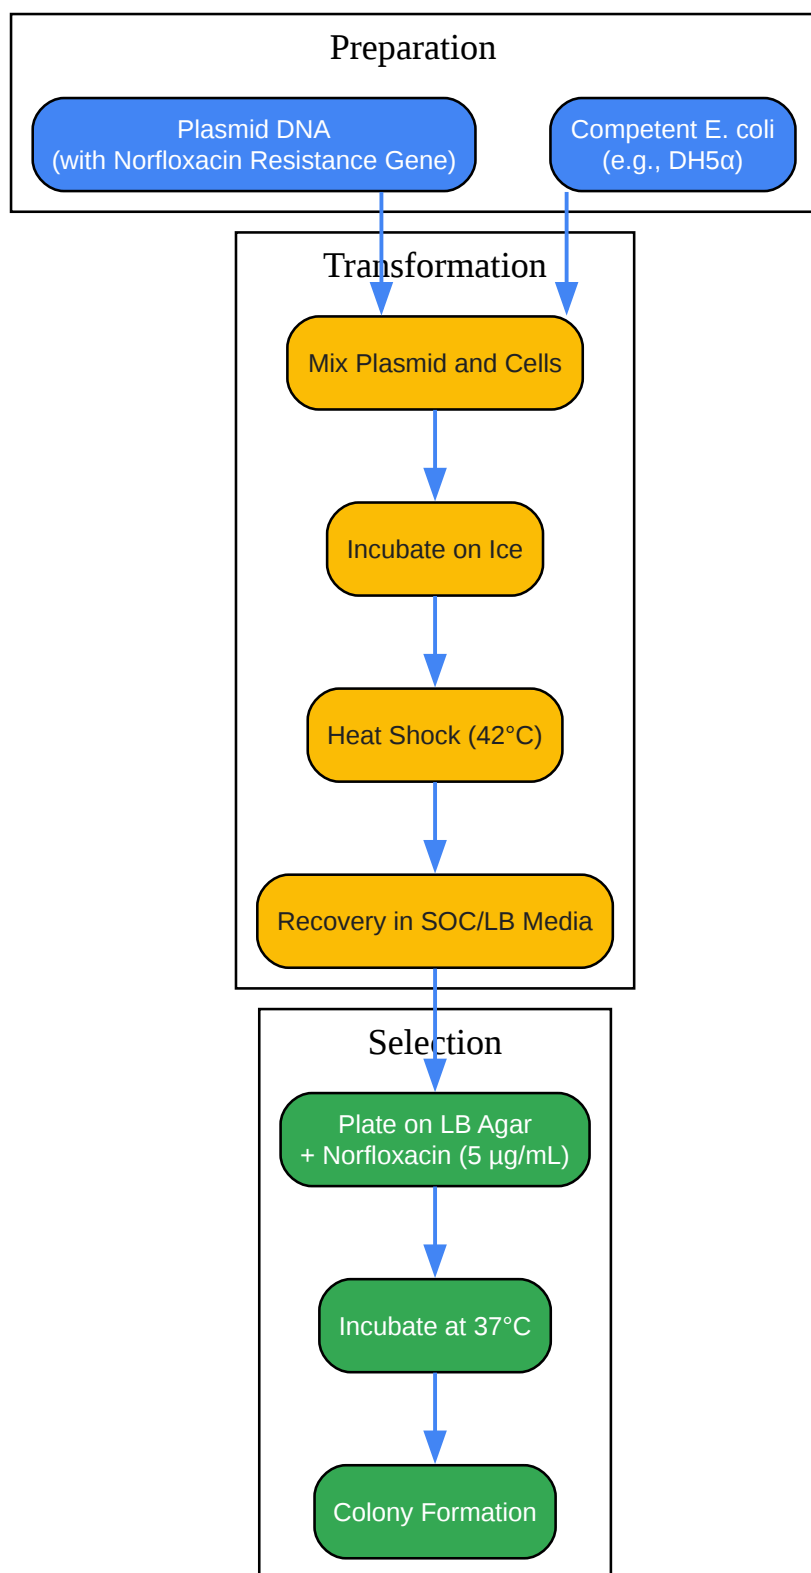 Preparation
Plasmid DNA
(with Norfloxacin Resistance Gene)
Competent E. coli
(e.g., DH5α)
Transformation
Mix Plasmid and Cells
Incubate on Ice
Heat Shock (42°C)
Recovery in SOC/LB Media
Selection
Plate on LB Agar
+ Norfloxacin (5 µg/mL)
Incubate at 37°C
Colony Formation